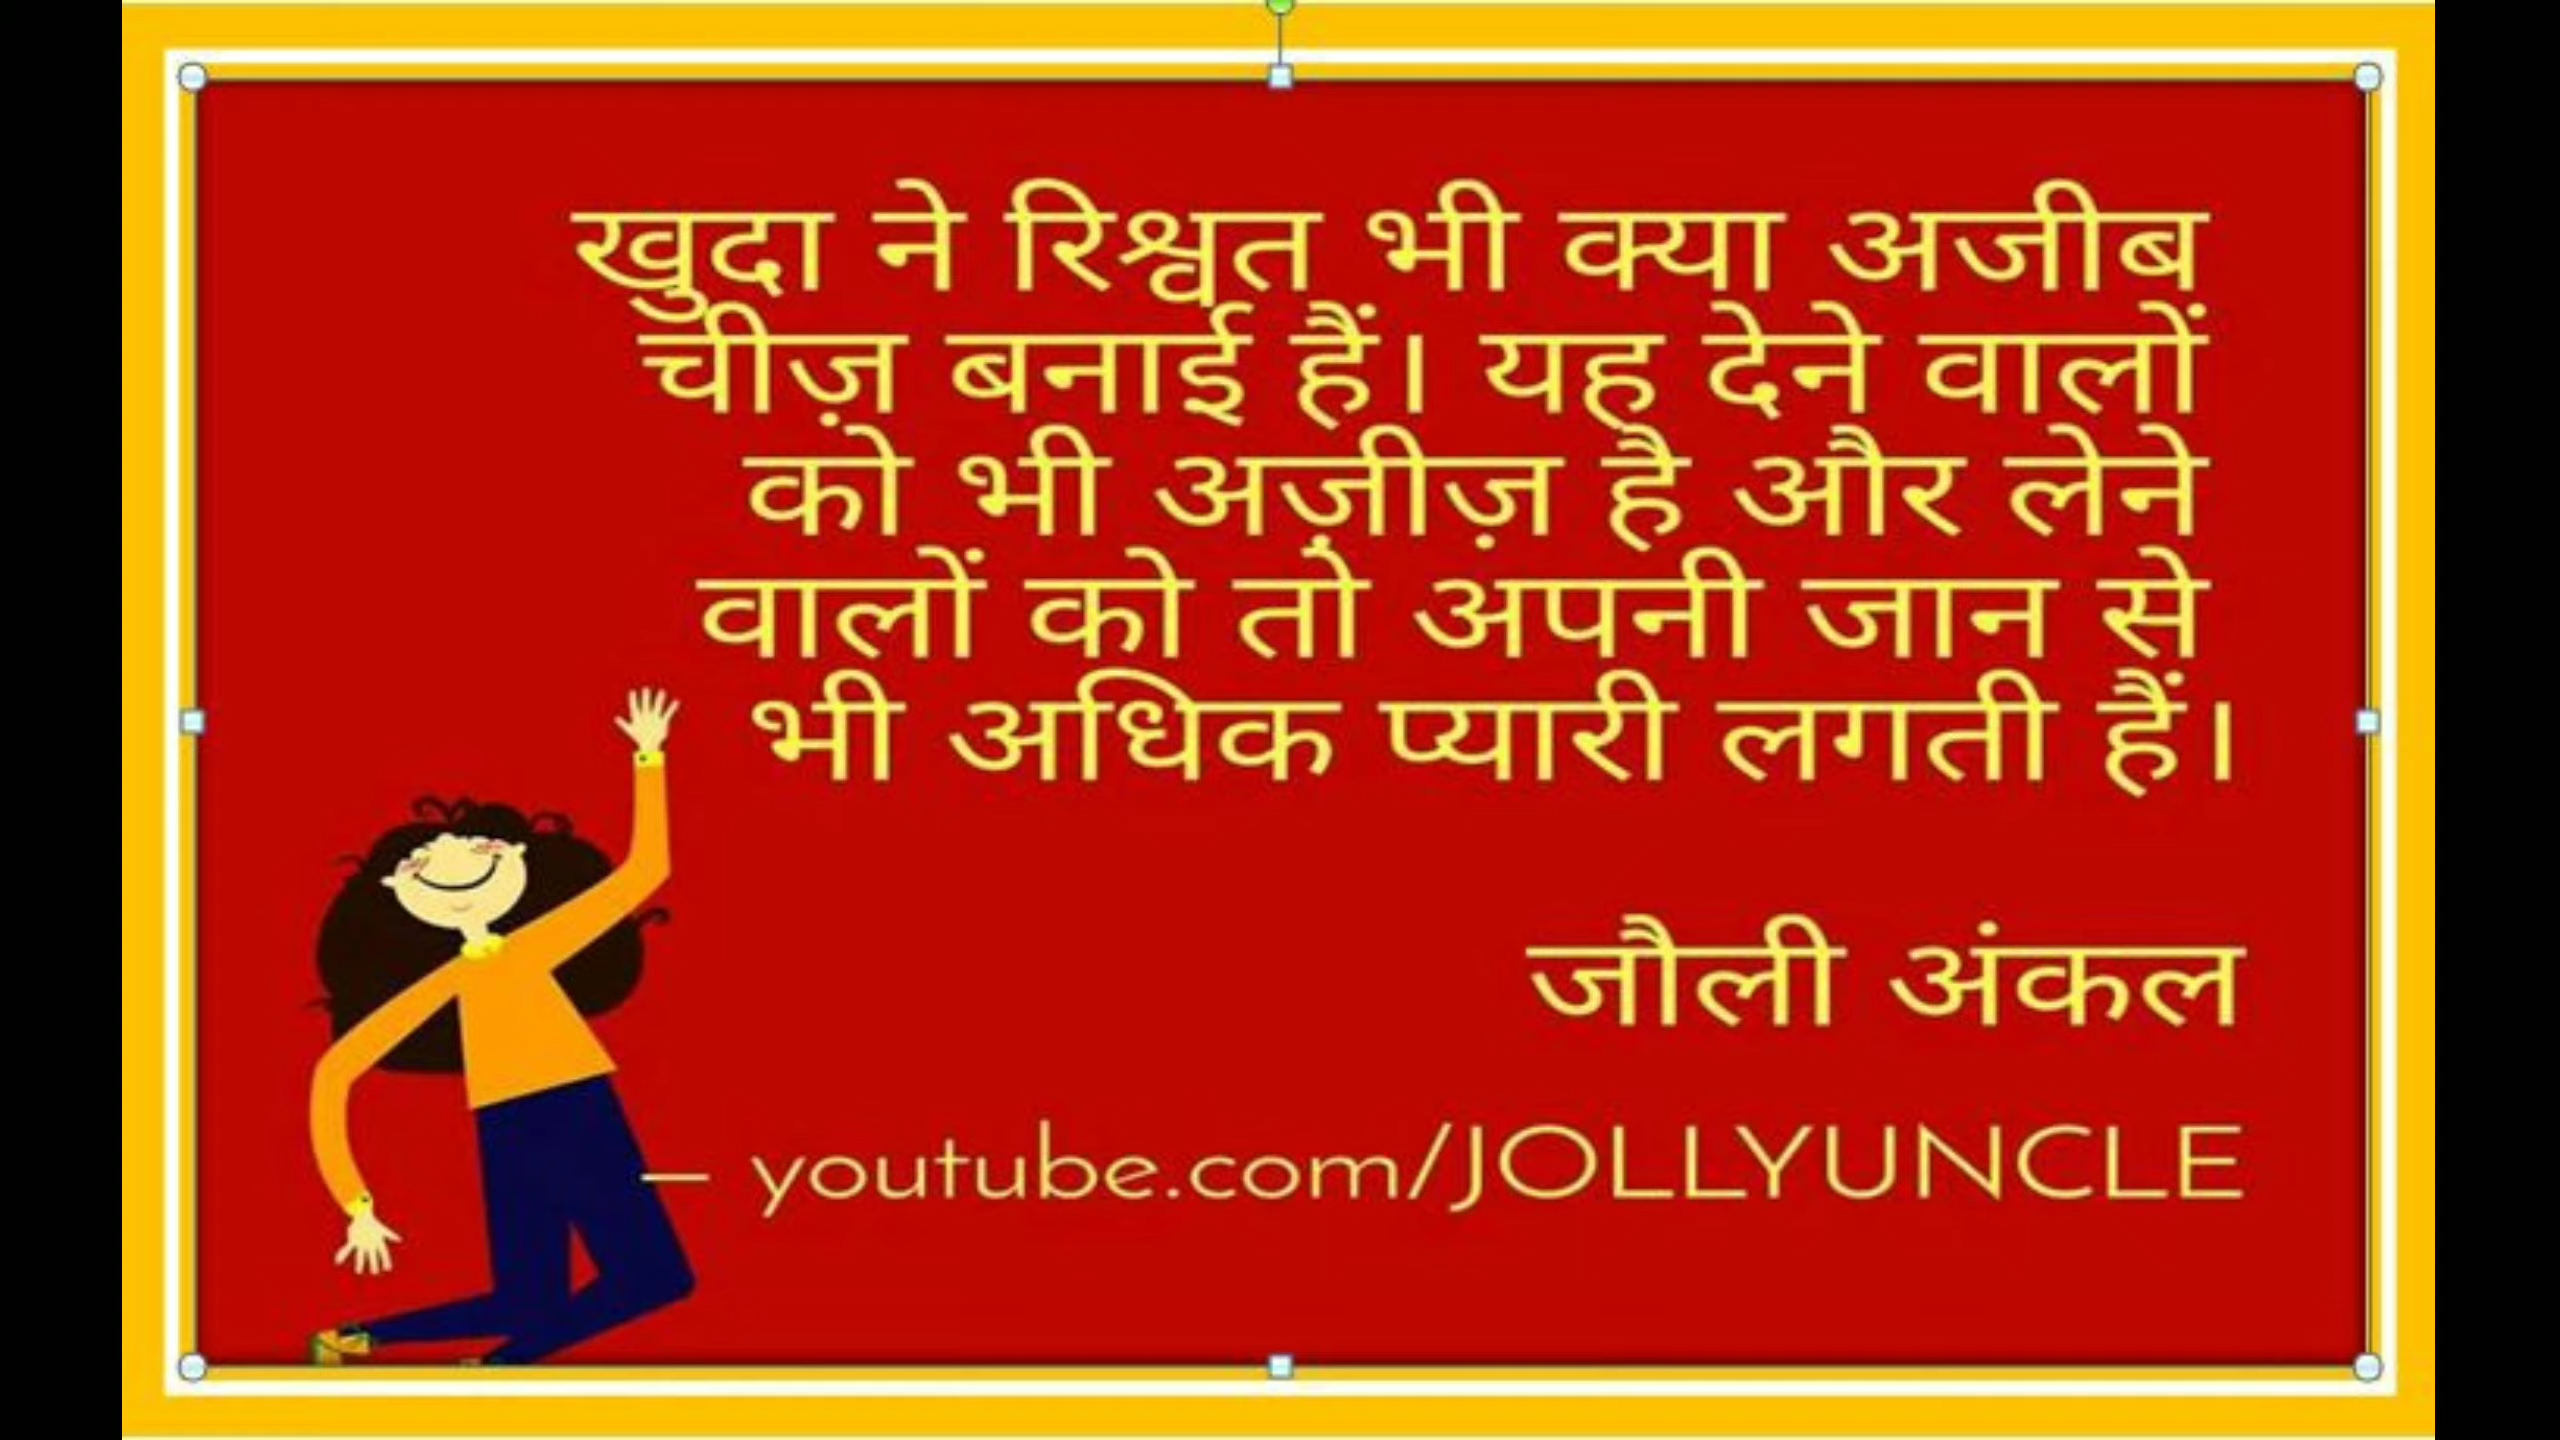 खुदा ने रिश्वत भी क्या अजीब
चीज़ बनाई हैं। यह देने वालों
को भी अज़ीज़ है और लेने
वालों को तो अपनी जान से
भी अधिक प्यारी लगती हैं।
जौली अंकल
– youtube.com/JOLLYUNCLE